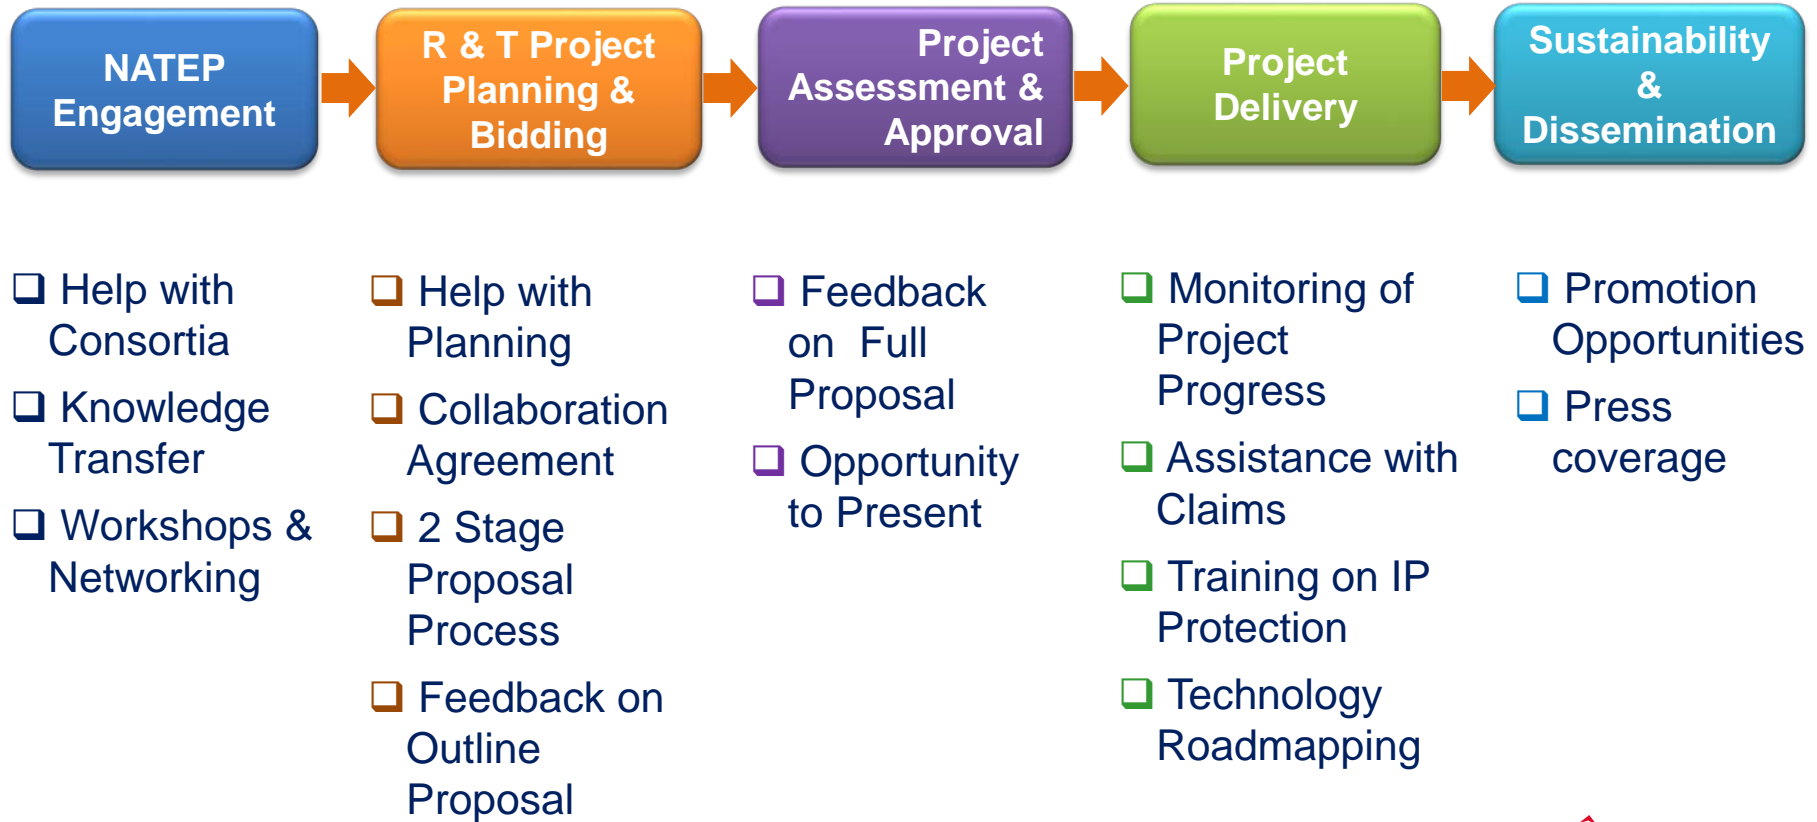 NATEP
Engagement
R & T Project
Planning &
Bidding
Project
Assessment &
Approval
Project
Delivery
Sustainability
&
Dissemination
Help with
Consortia
Knowledge
Transfer
Workshops &
Networking
Help with
Planning
Collaboration
Agreement
2 Stage
Proposal
Process
Feedback on
Outline
Proposal
Feedback
on Full
Proposal
Opportunity
to Present
Monitoring of
Project
Progress
Assistance with
Claims
Training on IP
Protection
Technology
Roadmapping
Promotion
Opportunities
Press
coverage